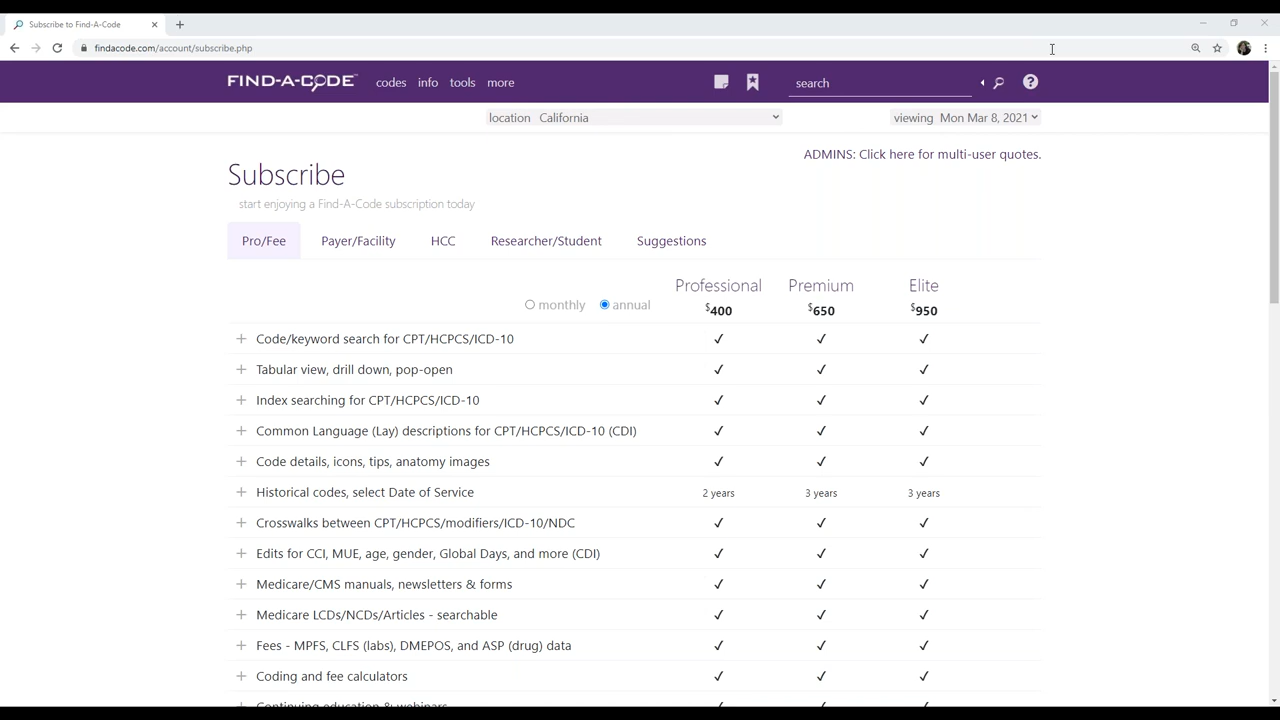 Subscribe to Find-A-Code
findacode.com/account/subscribe.php
FIND-A-CODE codes info tools more search
location California viewing Mon Mar 8, 2021
ADMINS: Click here for multi-user quotes.
Subscribe
start enjoying a Find-A-Code subscription today
Pro/Fee Payer/Facility HCC Researcher/Student Suggestions
Professional Premium Elite
monthly annual $400 $650 $950
Code/keyword search for CPT/HCPCS/ICD-10 ✓ ✓ ✓
Tabular view, drill down, pop-open ✓ ✓ ✓
Index searching for CPT/HCPCS/ICD-10 ✓ ✓ ✓
Common Language (Lay) descriptions for CPT/HCPCS/ICD-10 (CDI) ✓ ✓ ✓
Code details, icons, tips, anatomy images ✓ ✓ ✓
Historical codes, select Date of Service 2 years 3 years 3 years
Crosswalks between CPT/HCPCS/modifiers/ICD-10/NDC ✓ ✓ ✓
Edits for CCI, MUE, age, gender, Global Days, and more (CDI) ✓ ✓ ✓
Medicare/CMS manuals, newsletters & forms ✓ ✓ ✓
Medicare LCDs/NCDs/Articles - searchable ✓ ✓ ✓
Fees - MPFS, CLFS (labs), DMEPOS, and ASP (drug) data ✓ ✓ ✓
Coding and fee calculators ✓ ✓ ✓
Continuing education & webinars